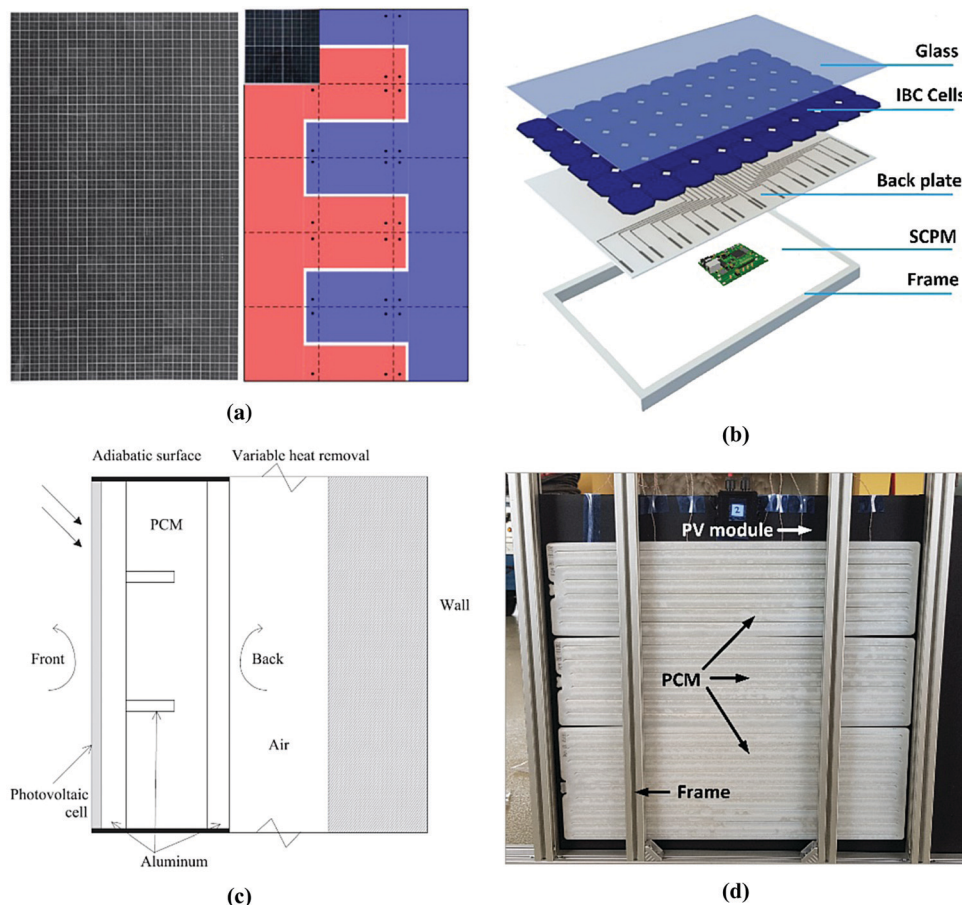 Glass
IBC Cells
Back plate
SCPM
Frame
(a)
(b)
Adiabatic surface
Variable heat removal
PCM
Wall
Front
Back
Air
Photovoltaic
cell
Aluminum
(c)
2
PV module
PCM
Frame
(d)